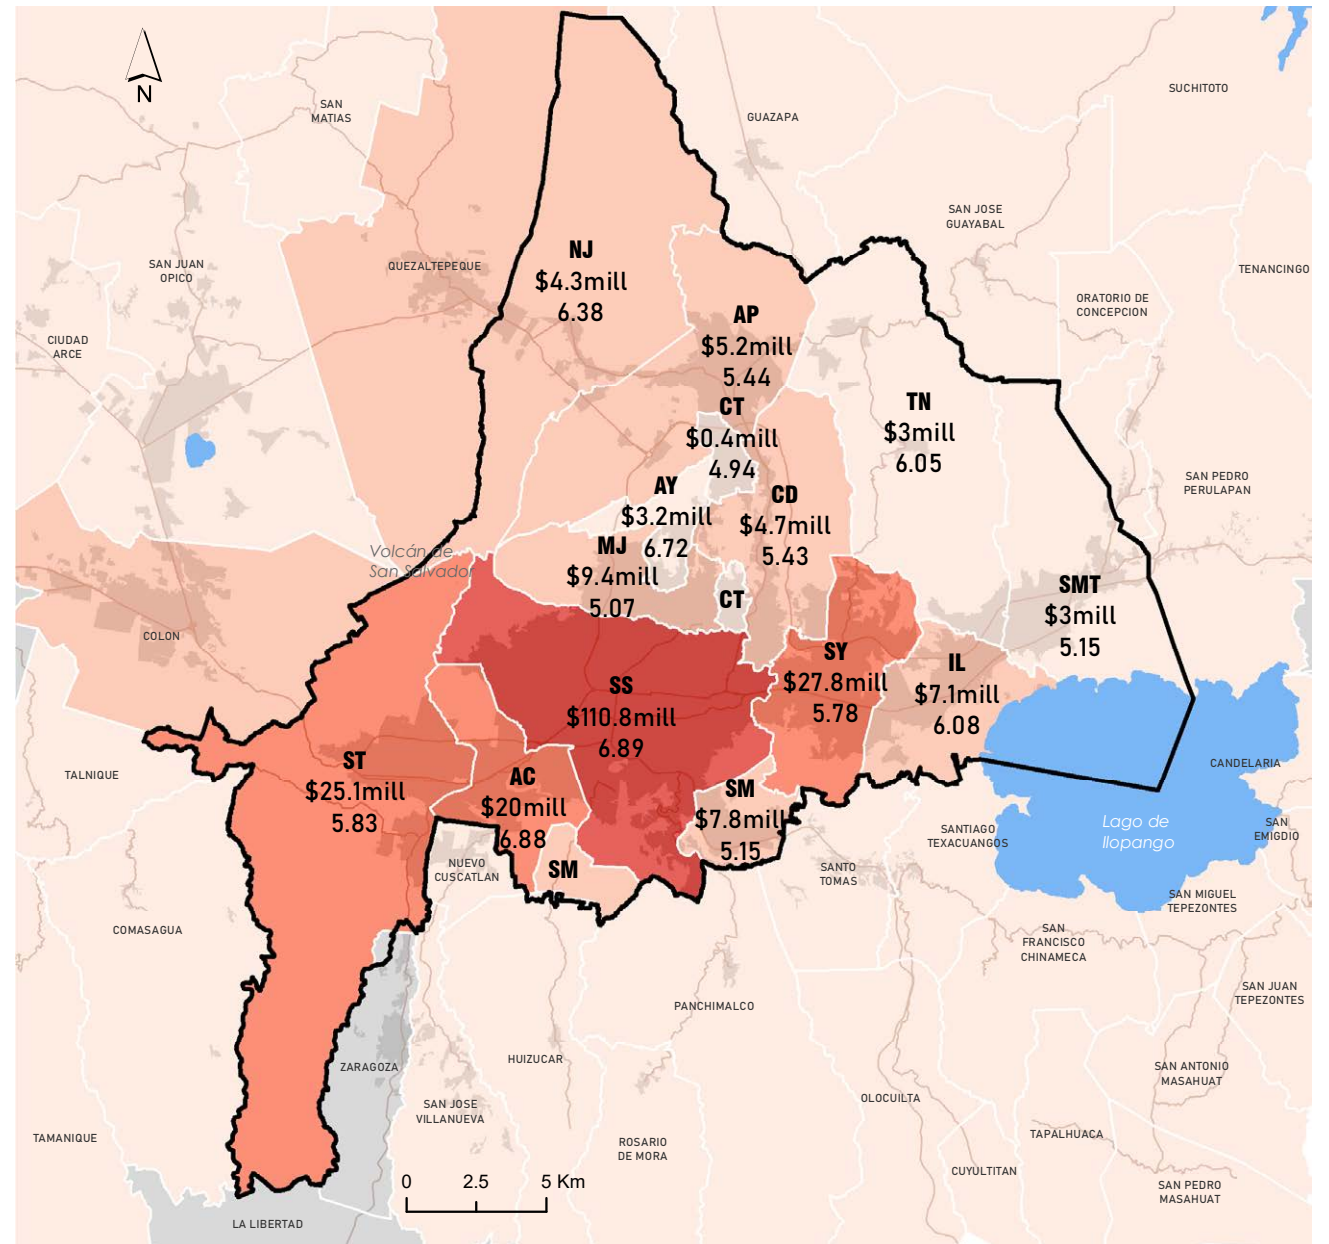 N
SAN
MATIAS
SUCHITOTO
GUAZAPA
SAN JOSE
GUAYABAL
NJ
$4.3mill
6.38
SAN JUAN
OPICO
QUEZALTEPEQUE
TENANCINGO
ORATORIO DE
CONCEPCION
CIUDAD
ARCE
AP
$5.2mill
5.44
CT
$0.4mill
4.94
TN
$3mill
6.05
SAN PEDRO
PERULAPAN
AY
$3.2mill
6.72
CD
$4.7mill
5.43
Volcán de
San Salvador
MJ
$9.4mill
5.07
CT
SMT
$3mill
5.15
COLON
SY
$27.8mill
5.78
IL
$7.1mill
6.08
SS
$110.8mill
6.89
TALNIQUE
ST
$25.1mill
5.83
AC
$20mill
6.88
SM
$7.8mill
5.15
CANDELARIA
Lago de
Ilopango
SAN
EMIGDIO
SANTIAGO
TEXACUANGOS
NUEVO
CUSCATLAN
SM
SANTO
TOMAS
SAN MIGUEL
TEPEZONTES
COMASAGUA
SAN
FRANCISCO
CHINAMECA
SAN JUAN
TEPEZONTES
PANCHIMALCO
ZARAGOZA
HUIZUCAR
SAN ANTONIO
MASAHUAT
SAN JOSE
VILLANUEVA
OLOCUILTA
TAMANIQUE
ROSARIO
DE MORA
TAPALHUACA
CUYULTITAN
SAN PEDRO
MASAHUAT
0 2.5 5 Km
LA LIBERTAD